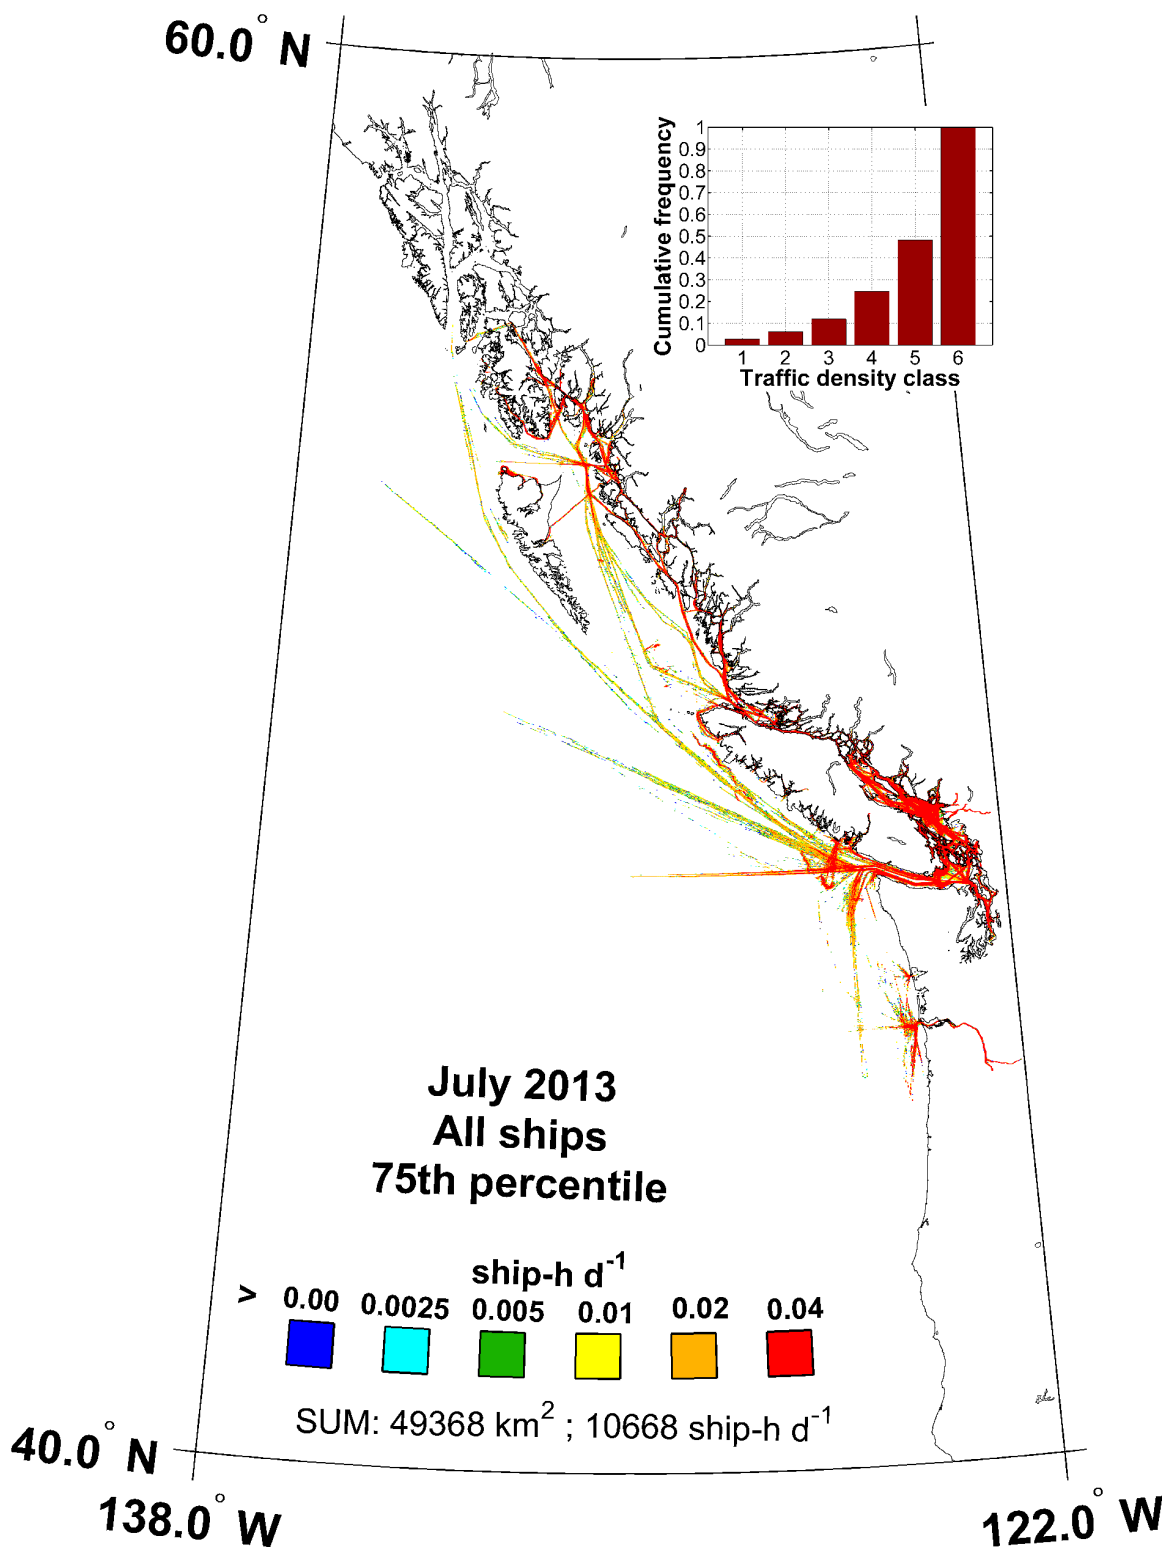 60.0° N
Cumulative frequency
1
0.9
0.8
0.7
0.6
0.5
0.4
0.3
0.2
0.1
0
1 2 3 4 5 6
Traffic density class
July 2013
All ships
75th percentile
ship-h d⁻¹
> 0.00 0.0025 0.005 0.01 0.02 0.04
SUM: 49368 km² ; 10668 ship-h d⁻¹
40.0° N
138.0° W
122.0° W